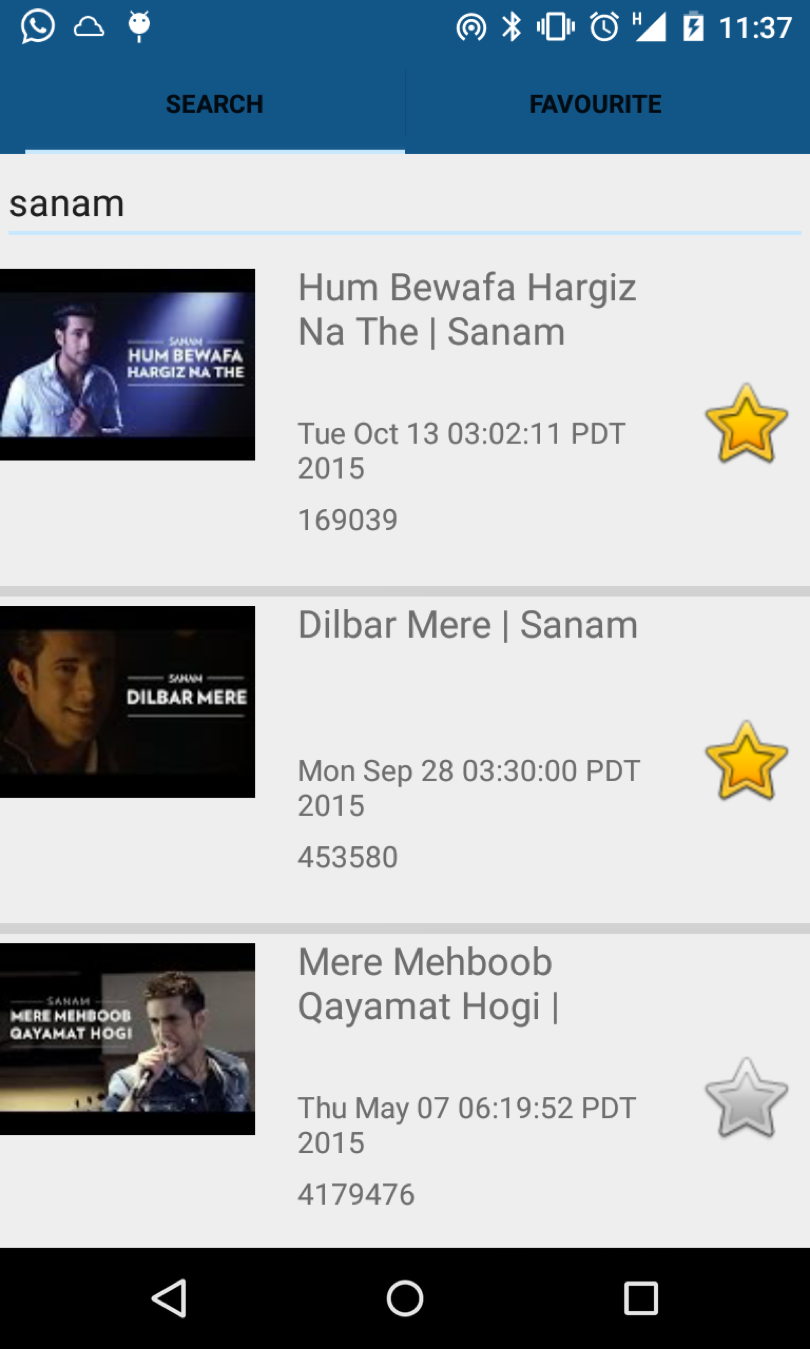 H 11:37
SEARCH FAVOURITE
sanam
SANAM
HUM BEWAFA
HARGIZ NA THE
Hum Bewafa Hargiz
Na The | Sanam
Tue Oct 13 03:02:11 PDT
2015
169039
SANAM
DILBAR MERE
Dilbar Mere | Sanam
Mon Sep 28 03:30:00 PDT
2015
453580
SANAM
MERE MEHBOOB
QAYAMAT HOGI
Mere Mehboob
Qayamat Hogi |
Thu May 07 06:19:52 PDT
2015
4179476